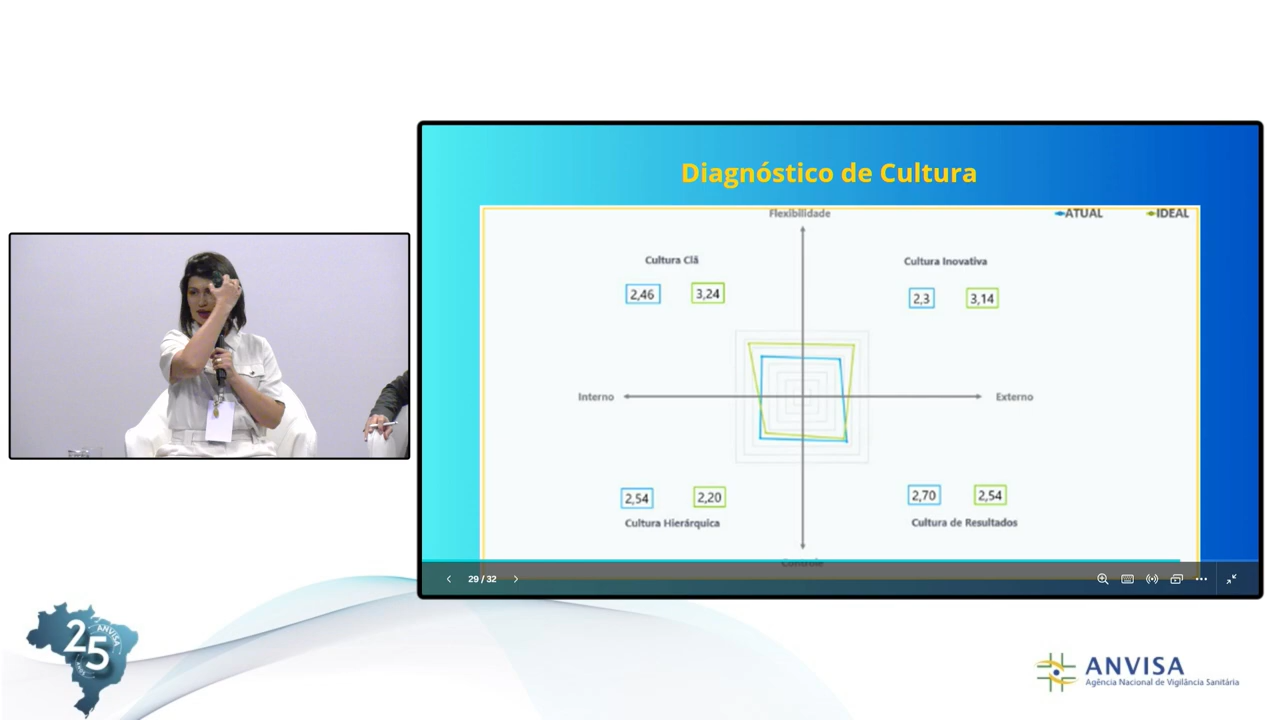 Diagnóstico de Cultura
Flexibilidade
ATUAL
IDEAL
Cultura Clã
2,46
3,24
Cultura Inovativa
2,3
3,14
Interno
Externo
2,54
2,20
Cultura Hierárquica
2,70
2,54
Cultura de Resultados
Controle
29 / 32
25
ANVISA
ANVISA
Agência Nacional de Vigilância Sanitária